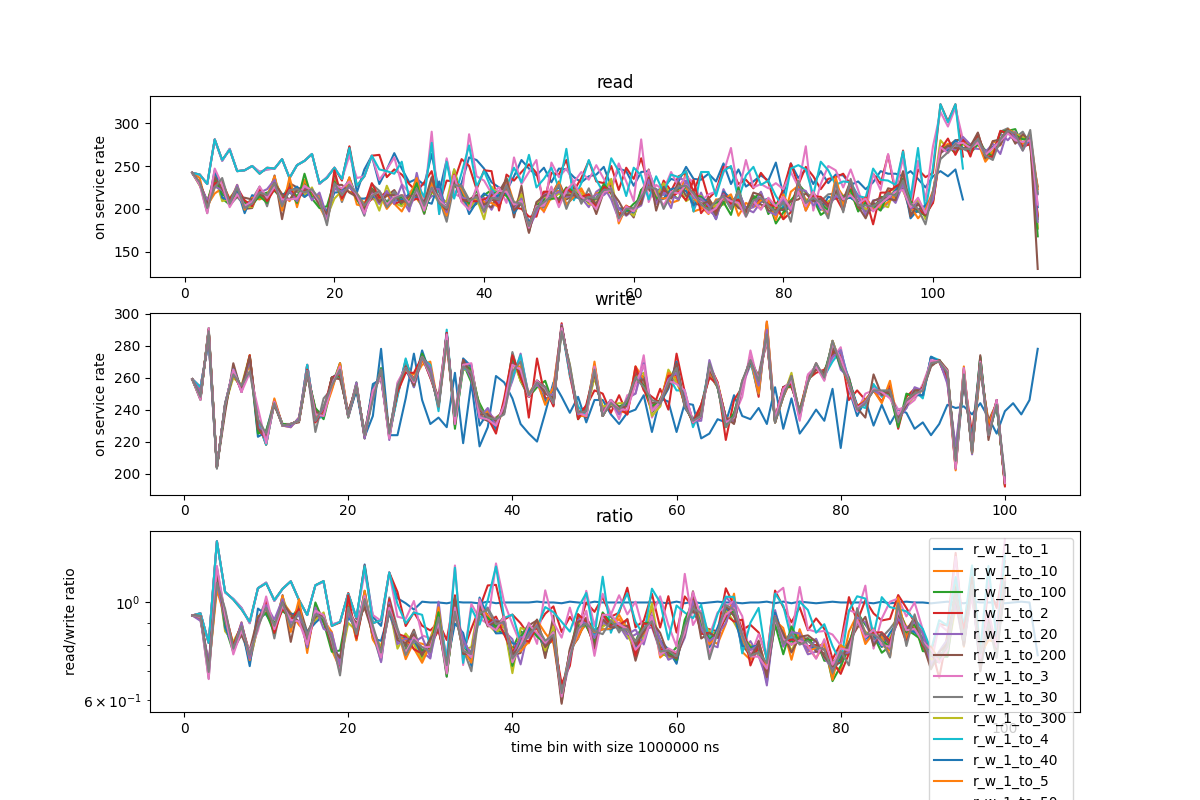 read
on service rate
300
250
200
150
0 20 40 60 80 100
write
on service rate
300
280
260
240
220
200
0 20 40 60 80 100
ratio
read/write ratio
10⁰
6 × 10⁻¹
0 20 40 60 80 100
time bin with size 1000000 ns
r_w_1_to_1
r_w_1_to_10
r_w_1_to_100
r_w_1_to_2
r_w_1_to_20
r_w_1_to_200
r_w_1_to_3
r_w_1_to_30
r_w_1_to_300
r_w_1_to_4
r_w_1_to_40
r_w_1_to_5